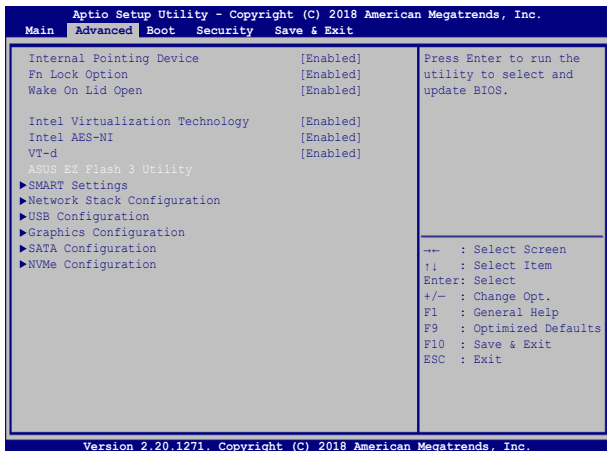 Aptio Setup Utility - Copyright (C) 2018 American Megatrends, Inc.
Main Advanced Boot Security Save & Exit
Internal Pointing Device [Enabled]
Fn Lock Option [Enabled]
Wake On Lid Open [Enabled]
Intel Virtualization Technology [Enabled]
Intel AES-NI [Enabled]
VT-d [Enabled]
ASUS EZ Flash 3 Utility
▶SMART Settings
▶Network Stack Configuration
▶USB Configuration
▶Graphics Configuration
▶SATA Configuration
▶NVMe Configuration
Press Enter to run the
utility to select and
update BIOS.
→← : Select Screen
↑↓ : Select Item
Enter: Select
+/— : Change Opt.
F1 : General Help
F9 : Optimized Defaults
F10 : Save & Exit
ESC : Exit
Version 2.20.1271. Copyright (C) 2018 American Megatrends, Inc.